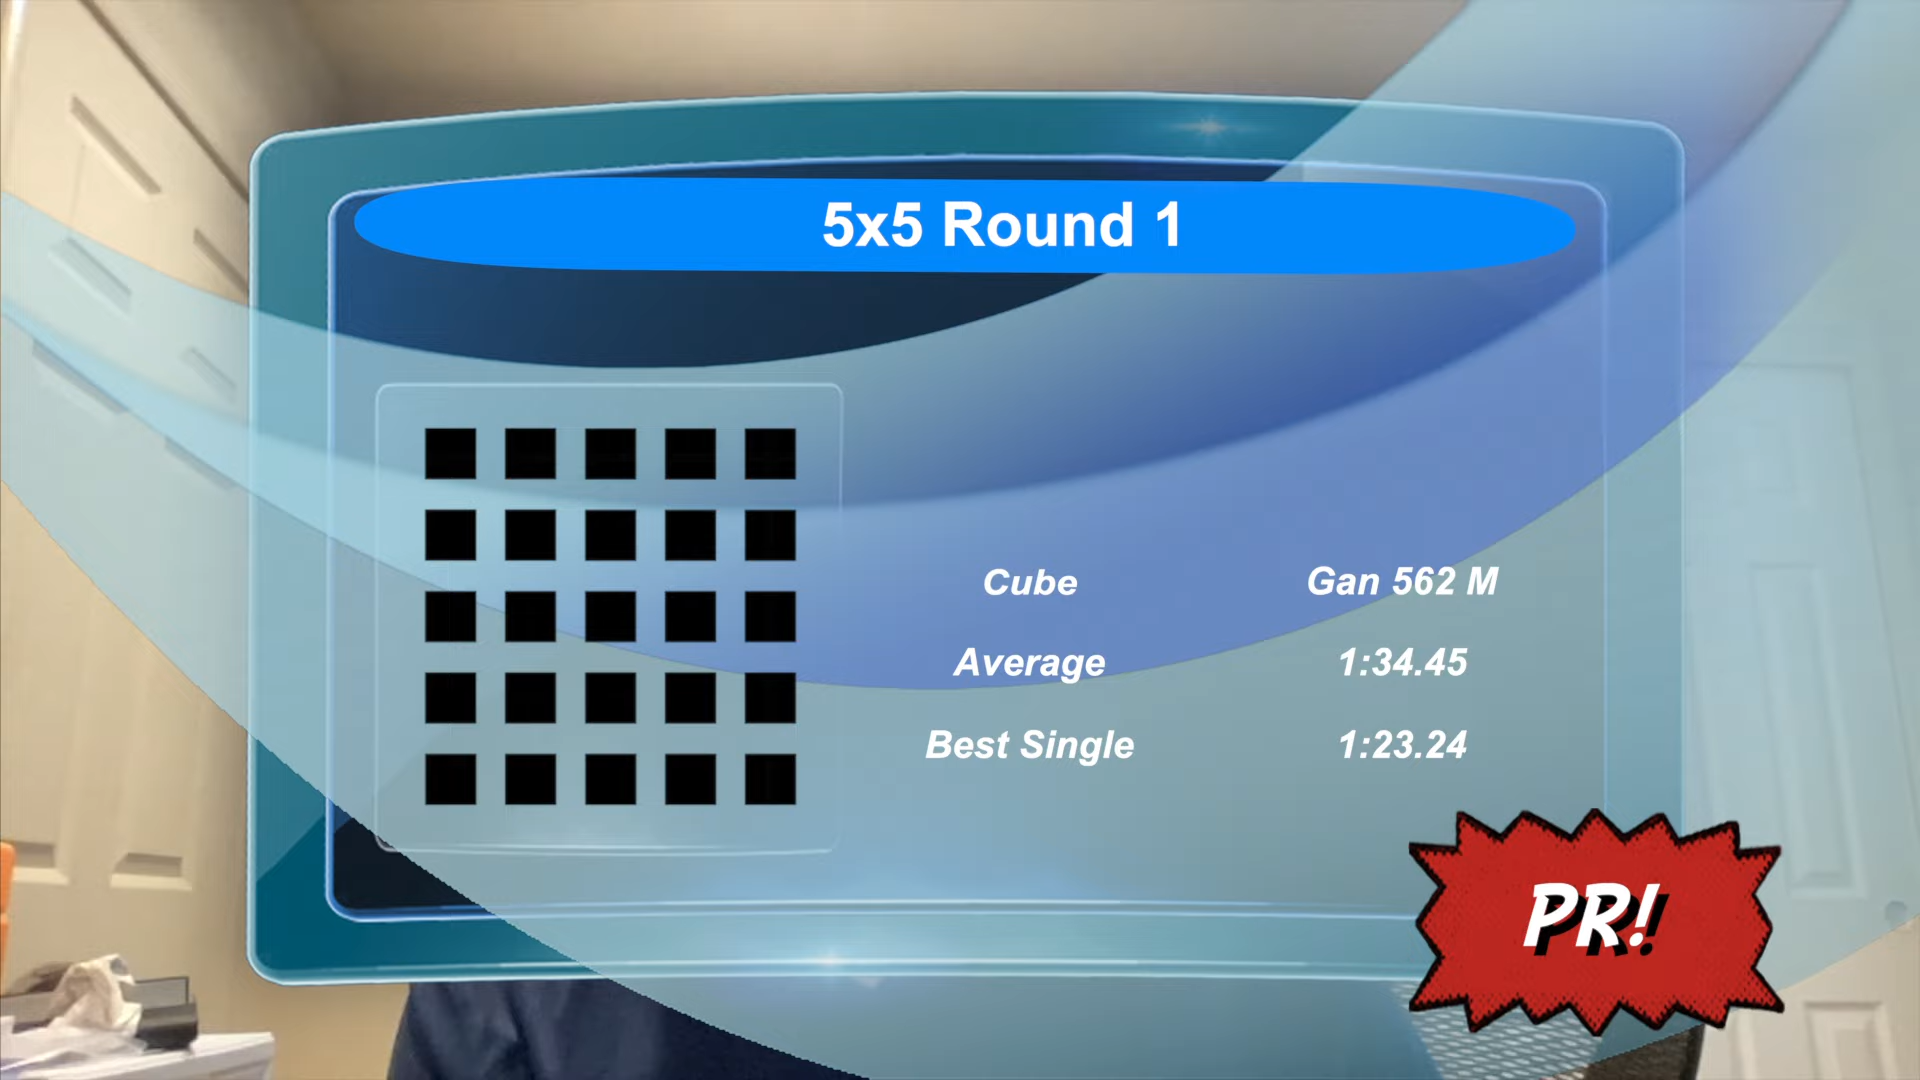 5x5 Round 1
Cube Gan 562 M
Average 1:34.45
Best Single 1:23.24
PR!